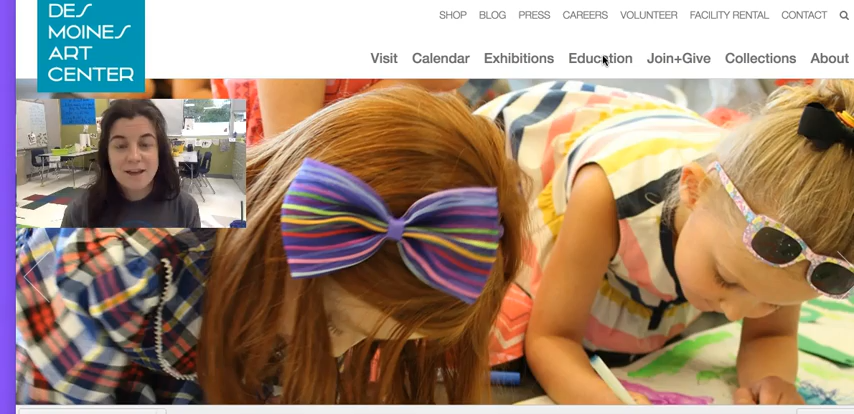 DES
MOINES
ART
CENTER
SHOP BLOG PRESS CAREERS VOLUNTEER FACILITY RENTAL CONTACT
Visit Calendar Exhibitions Education Join+Give Collections About